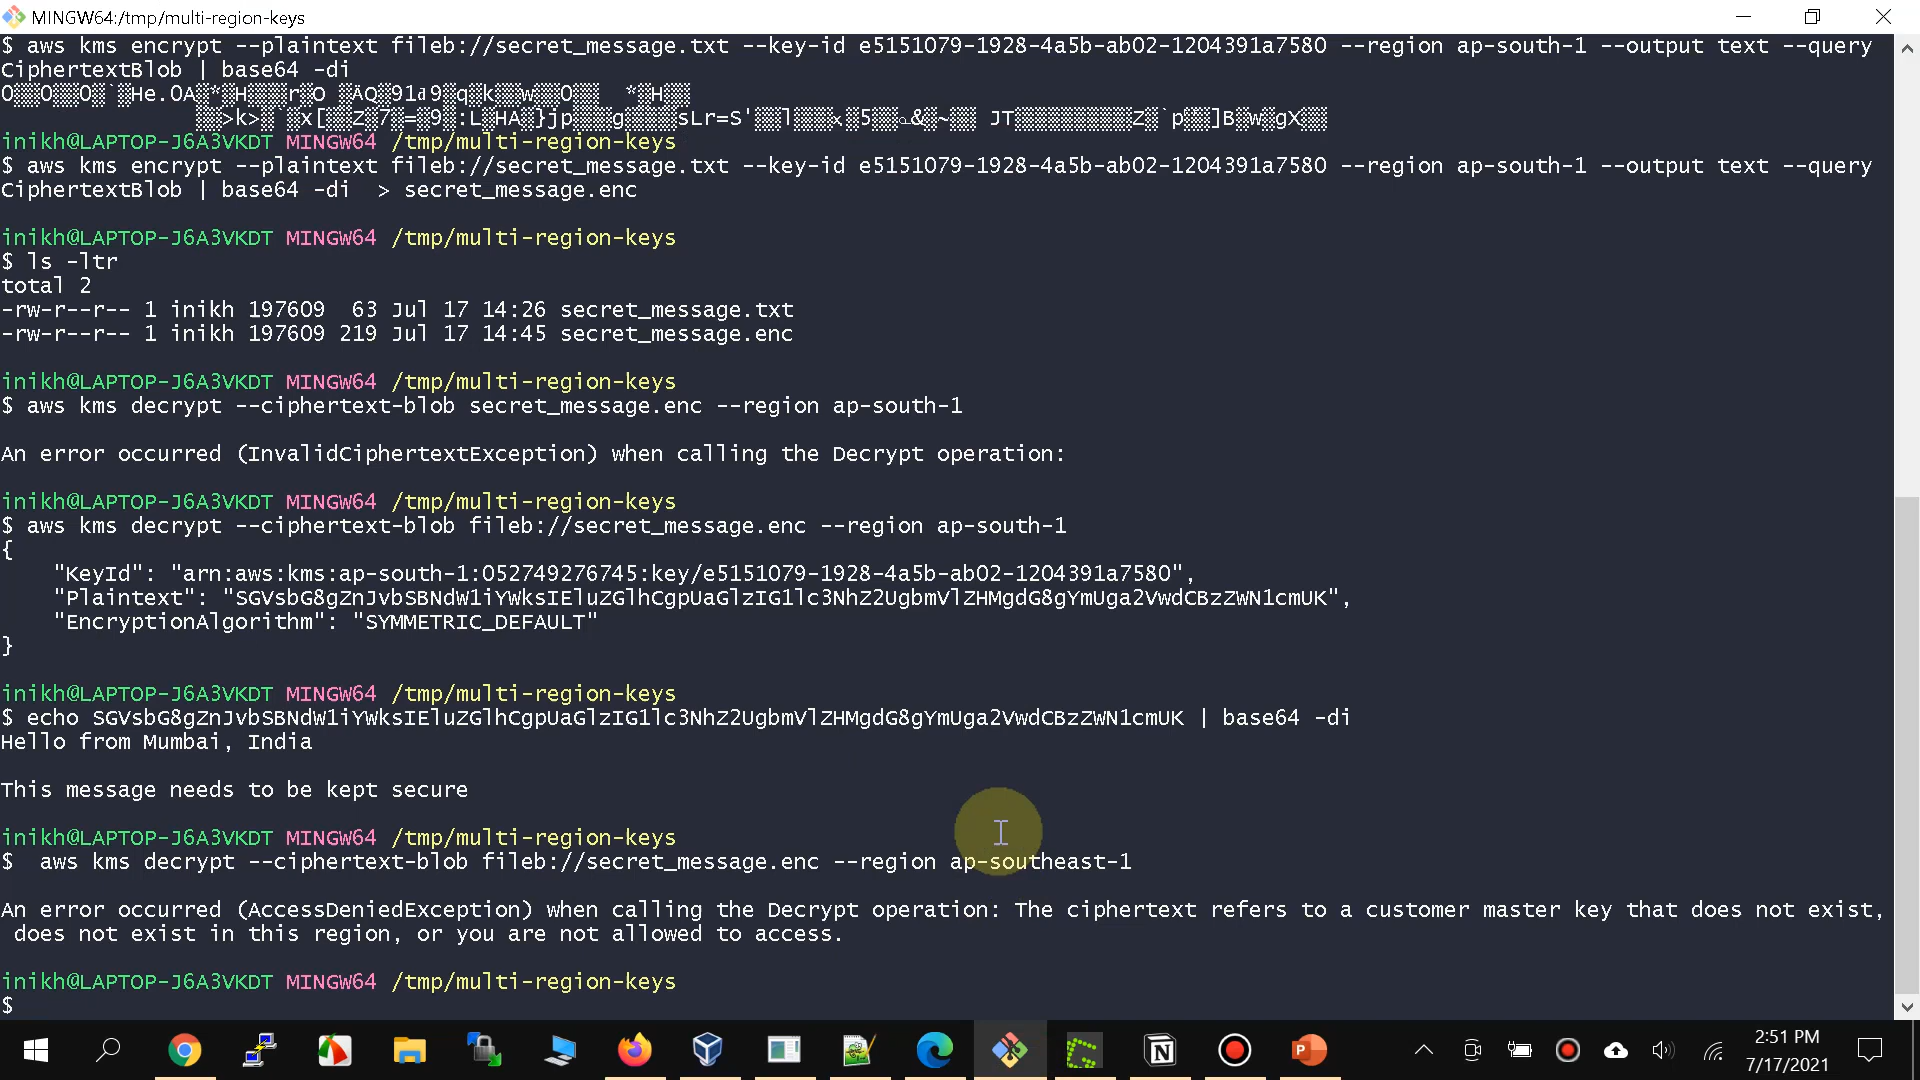 MINGW64:/tmp/multi-region-keys
$ aws kms encrypt --plaintext fileb://secret_message.txt --key-id e5151079-1928-4a5b-ab02-1204391a7580 --region ap-south-1 --output text --query
CiphertextBlob | base64 -di
inikh@LAPTOP-J6A3VKDT MINGW64 /tmp/multi-region-keys
$ aws kms encrypt --plaintext fileb://secret_message.txt --key-id e5151079-1928-4a5b-ab02-1204391a7580 --region ap-south-1 --output text --query
CiphertextBlob | base64 -di  > secret_message.enc
inikh@LAPTOP-J6A3VKDT MINGW64 /tmp/multi-region-keys
$ ls -ltr
total 2
-rw-r--r-- 1 inikh 197609  63 Jul 17 14:26 secret_message.txt
-rw-r--r-- 1 inikh 197609 219 Jul 17 14:45 secret_message.enc
inikh@LAPTOP-J6A3VKDT MINGW64 /tmp/multi-region-keys
$ aws kms decrypt --ciphertext-blob secret_message.enc --region ap-south-1
An error occurred (InvalidCiphertextException) when calling the Decrypt operation:
inikh@LAPTOP-J6A3VKDT MINGW64 /tmp/multi-region-keys
$ aws kms decrypt --ciphertext-blob fileb://secret_message.enc --region ap-south-1
{
    "KeyId": "arn:aws:kms:ap-south-1:052749276745:key/e5151079-1928-4a5b-ab02-1204391a7580",
    "Plaintext": "SGVsbG8gZnJvbSBNdW1iYWksIEluZGlhCgpUaGlzIG1lc3NhZ2UgbmVlZHMgdG8gYmUga2VwdCBzZWN1cmUK",
    "EncryptionAlgorithm": "SYMMETRIC_DEFAULT"
}
inikh@LAPTOP-J6A3VKDT MINGW64 /tmp/multi-region-keys
$ echo SGVsbG8gZnJvbSBNdW1iYWksIEluZGlhCgpUaGlzIG1lc3NhZ2UgbmVlZHMgdG8gYmUga2VwdCBzZWN1cmUK | base64 -di
Hello from Mumbai, India
This message needs to be kept secure
inikh@LAPTOP-J6A3VKDT MINGW64 /tmp/multi-region-keys
$  aws kms decrypt --ciphertext-blob fileb://secret_message.enc --region ap-southeast-1
An error occurred (AccessDeniedException) when calling the Decrypt operation: The ciphertext refers to a customer master key that does not exist,
 does not exist in this region, or you are not allowed to access.
inikh@LAPTOP-J6A3VKDT MINGW64 /tmp/multi-region-keys
$
2:51 PM
7/17/2021